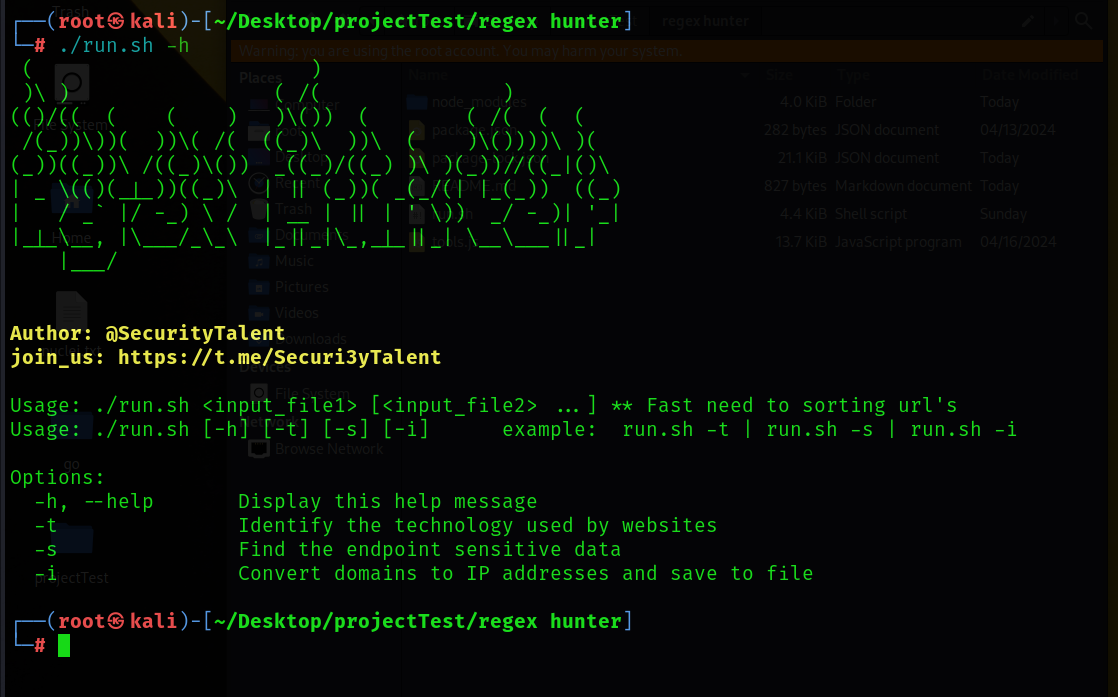 ┌──(root㉿kali)-[~/Desktop/projectTest/regex hunter]
└─# ./run.sh -h
Author: @SecurityTalent
join_us: https://t.me/Securi3yTalent
Usage: ./run.sh <input_file1> [<input_file2> ...] ** Fast need to sorting url's
Usage: ./run.sh [-h] [-t] [-s] [-i]      example:  run.sh -t | run.sh -s | run.sh -i
Options:
-h, --help       Display this help message
-t               Identify the technology used by websites
-s               Find the endpoint sensitive data
-i               Convert domains to IP addresses and save to file
┌──(root㉿kali)-[~/Desktop/projectTest/regex hunter]
└─#
Trash
regex hunter
Warning: you are using the root account. You may harm your system.
Places
Name Size Type Date Modified
node_modules 4.0 KiB Folder Today
282 bytes JSON document 04/13/2024
21.1 KiB JSON document Today
827 bytes Markdown document Today
4.4 KiB Shell script Sunday
13.7 KiB JavaScript program 04/16/2024
Recent
Trash
Documents
Music
Pictures
Videos
Downloads
Devices
File System
Browse Network
Home
go
projectTest